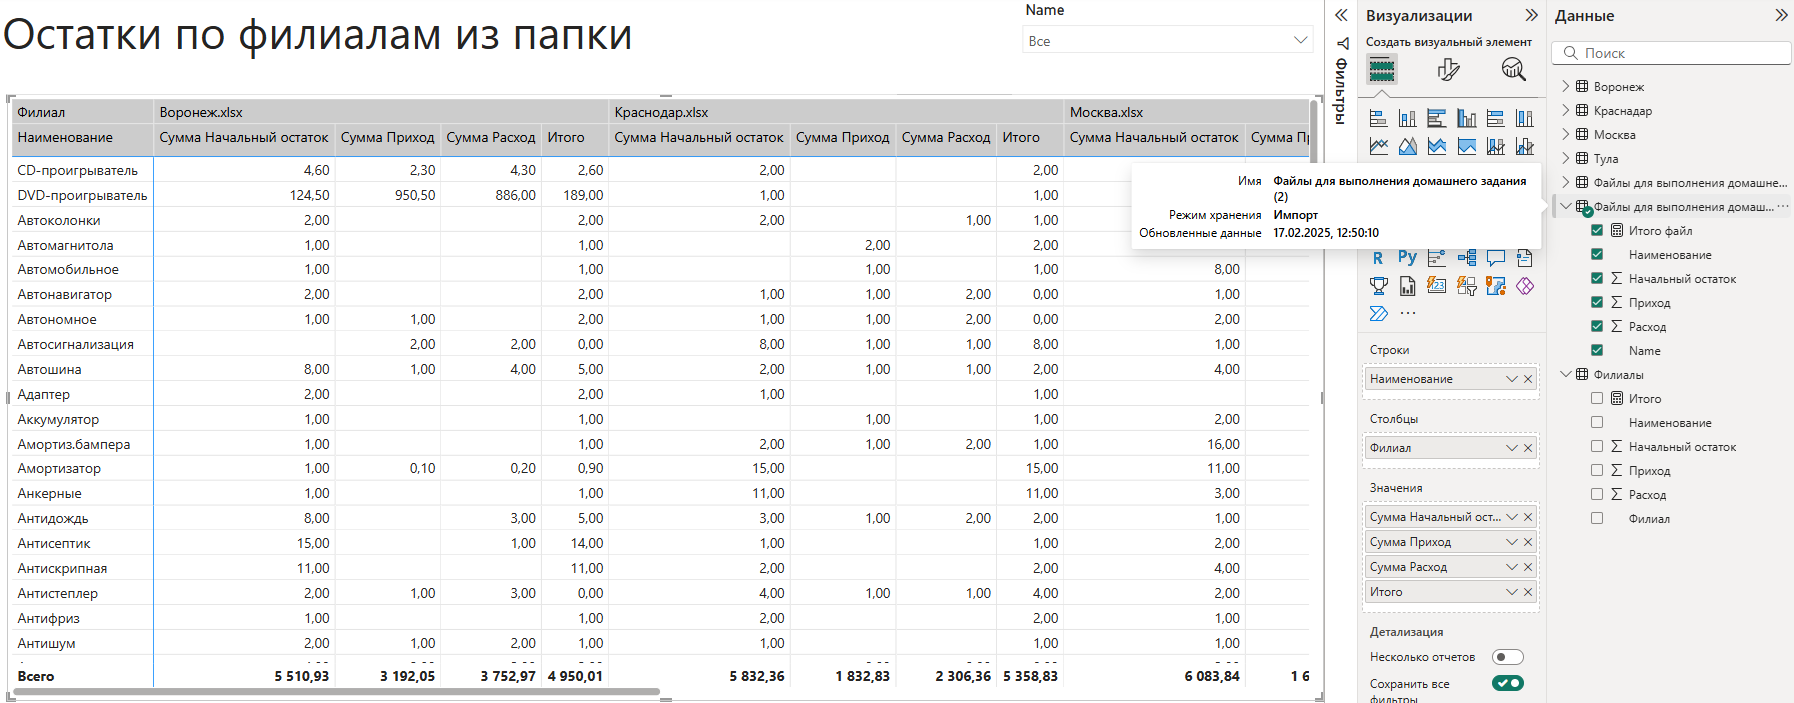 Остатки по филиалам из папки
Name
Все
Филиал Воронеж.xlsx Краснодар.xlsx Москва.xlsx
Наименование Сумма Начальный остаток Сумма Приход Сумма Расход Итого Сумма Начальный остаток Сумма Приход Сумма Расход Итого Сумма Начальный остаток Сумма Пр
CD-проигрыватель 4,60 2,30 4,30 2,60 2,00 2,00
DVD-проигрыватель 124,50 950,50 886,00 189,00 1,00 1,00
Автоколонки 2,00 2,00 2,00 1,00 1,00
Автомагнитола 1,00 1,00 2,00 2,00
Автомобильное 1,00 1,00 1,00 1,00 8,00
Автонавигатор 2,00 2,00 1,00 1,00 2,00 0,00 1,00
Автономное 1,00 1,00 2,00 1,00 1,00 2,00 0,00 2,00
Автосигнализация 2,00 2,00 0,00 8,00 1,00 1,00 8,00 1,00
Автошина 8,00 1,00 4,00 5,00 2,00 1,00 1,00 2,00 4,00
Адаптер 2,00 2,00 1,00 1,00
Аккумулятор 1,00 1,00 1,00 1,00 2,00
Амортиз.бампера 1,00 1,00 2,00 1,00 2,00 1,00 16,00
Амортизатор 1,00 0,10 0,20 0,90 15,00 15,00 11,00
Анкерные 1,00 1,00 11,00 11,00 3,00
Антидождь 8,00 3,00 5,00 3,00 1,00 2,00 2,00 1,00
Антисептик 15,00 1,00 14,00 1,00 1,00 2,00
Антискрипная 11,00 11,00 2,00 2,00 4,00
Антистеплер 2,00 1,00 3,00 0,00 4,00 1,00 1,00 4,00 2,00
Антифриз 1,00 1,00 2,00 2,00 1,00
Антишум 2,00 1,00 2,00 1,00 1,00 1,00 1,00
Всего 5 510,93 3 192,05 3 752,97 4 950,01 5 832,36 1 832,83 2 306,36 5 358,83 6 083,84 1 6
Имя Файлы для выполнения домашнего задания
(2)
Режим хранения Импорт
Обновленные данные 17.02.2025, 12:50:10
Фильтры
Визуализации
Создать визуальный элемент
R Py
123
...
Строки
Наименование
Столбцы
Филиал
Значения
Сумма Начальный ост...
Сумма Приход
Сумма Расход
Итого
Детализация
Несколько отчетов
Сохранить все
фильтры
Данные
Поиск
Воронеж
Краснадар
Москва
Тула
Файлы для выполнения домашне...
Файлы для выполнения домаш... ...
Итого файл
Наименование
Начальный остаток
Приход
Расход
Name
Филиалы
Итого
Наименование
Начальный остаток
Приход
Расход
Филиал